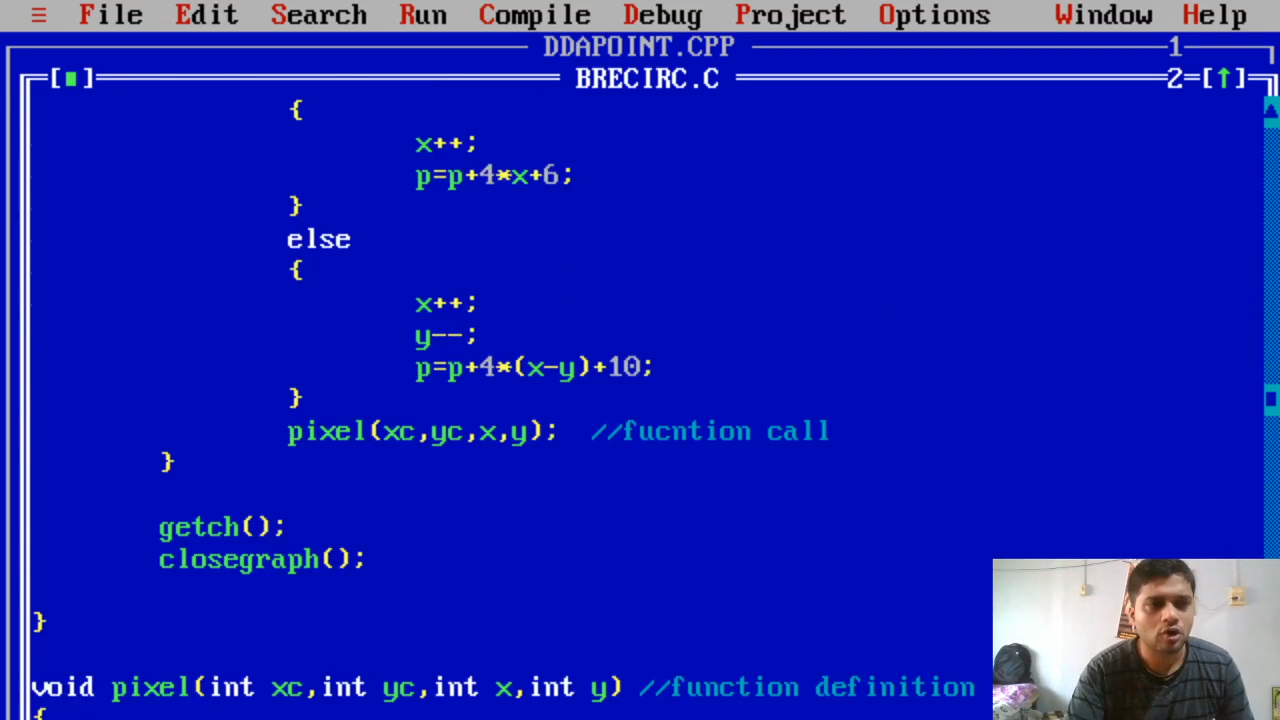 ≡ File Edit Search Run Compile Debug Project Options Window Help
DDAPOINT.CPP 1
[■] BRECIRC.C 2=[↑]
{
x++;
p=p+4*x+6;
}
else
{
x++;
y--;
p=p+4*(x-y)+10;
}
pixel(xc,yc,x,y); //fucntion call
}
getch();
closegraph();
}
void pixel(int xc,int yc,int x,int y) //function definition
{